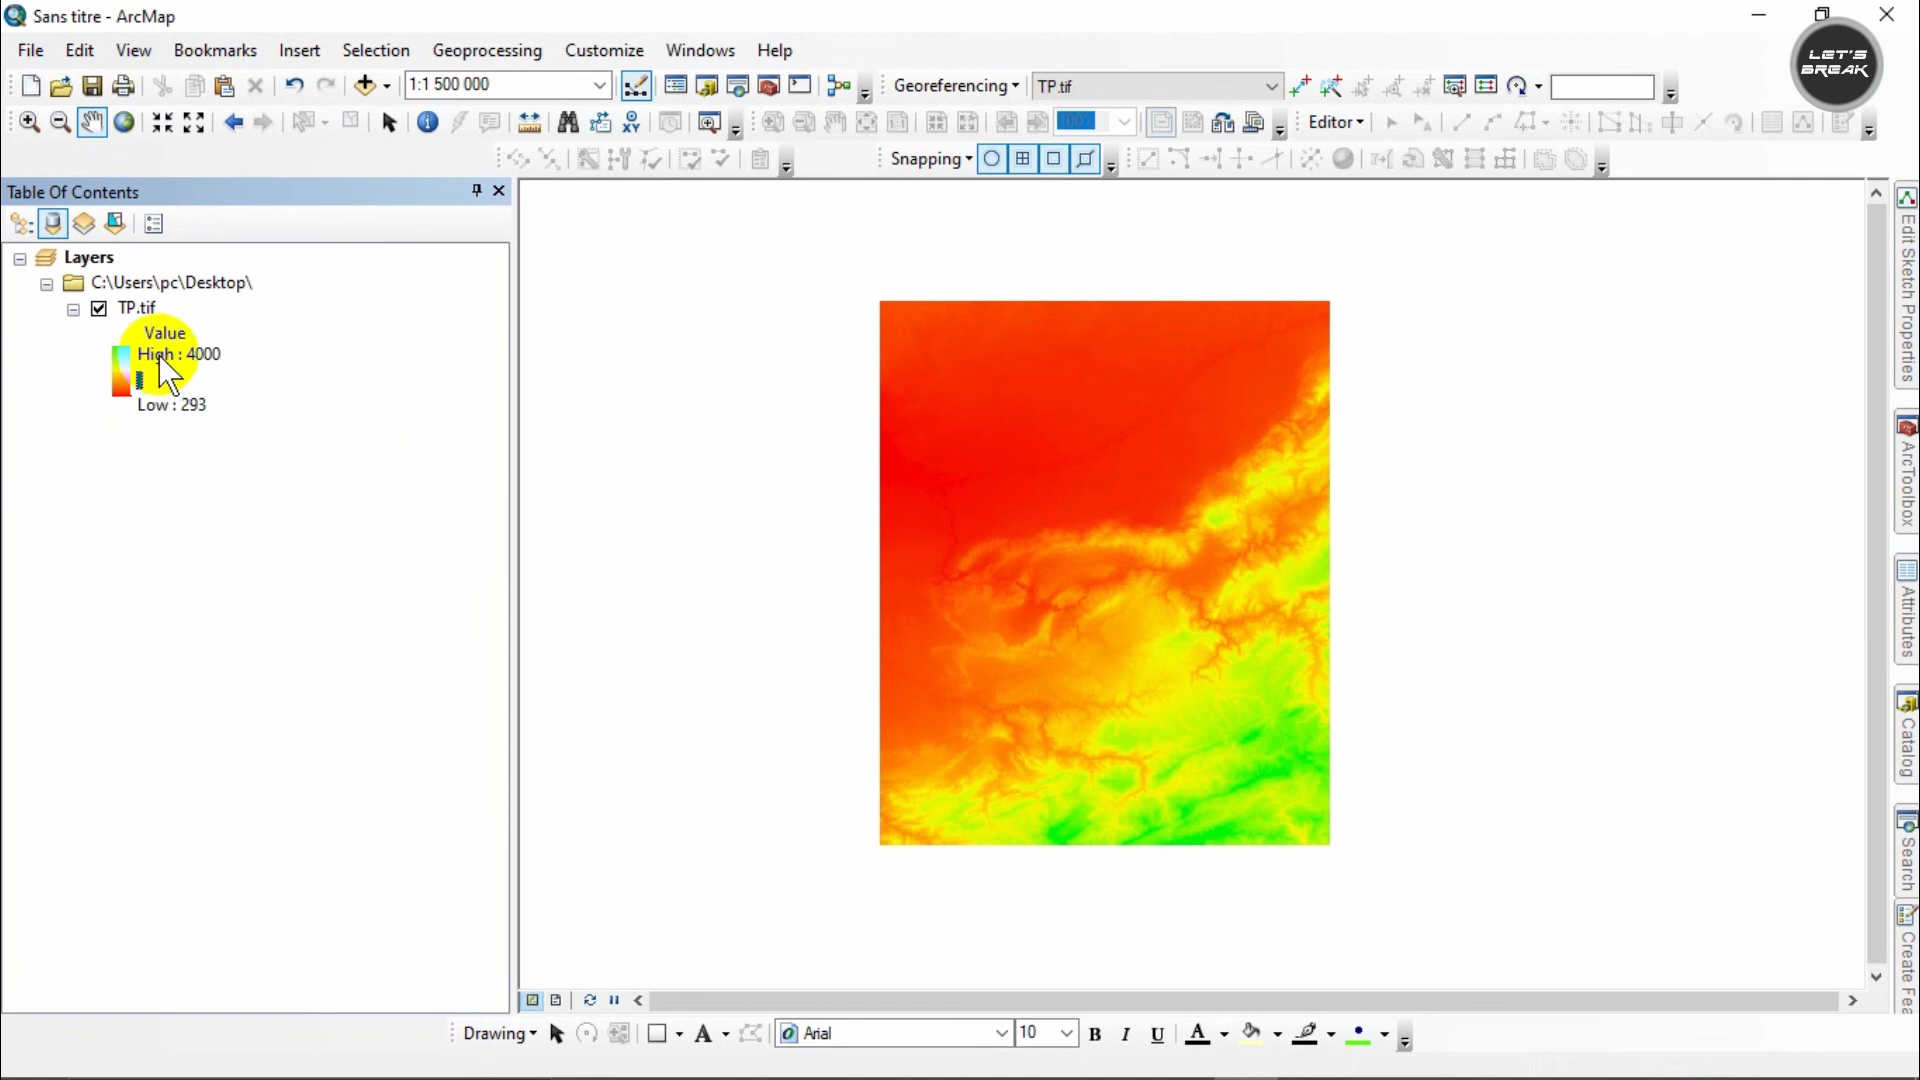 Sans titre - ArcMap
LET'S
BREAK
File Edit View Bookmarks Insert Selection Geoprocessing Customize Windows Help
1:1 500 000 Georeferencing TP.tif
100% Editor
Snapping
Table Of Contents
Layers
C:\Users\pc\Desktop\
TP.tif
Value
High : 4000
Low : 293
Edit Sketch Properties
ArcToolbox
Attributes
Catalog
Search
Create Fea
Drawing A Arial 10 B I U A